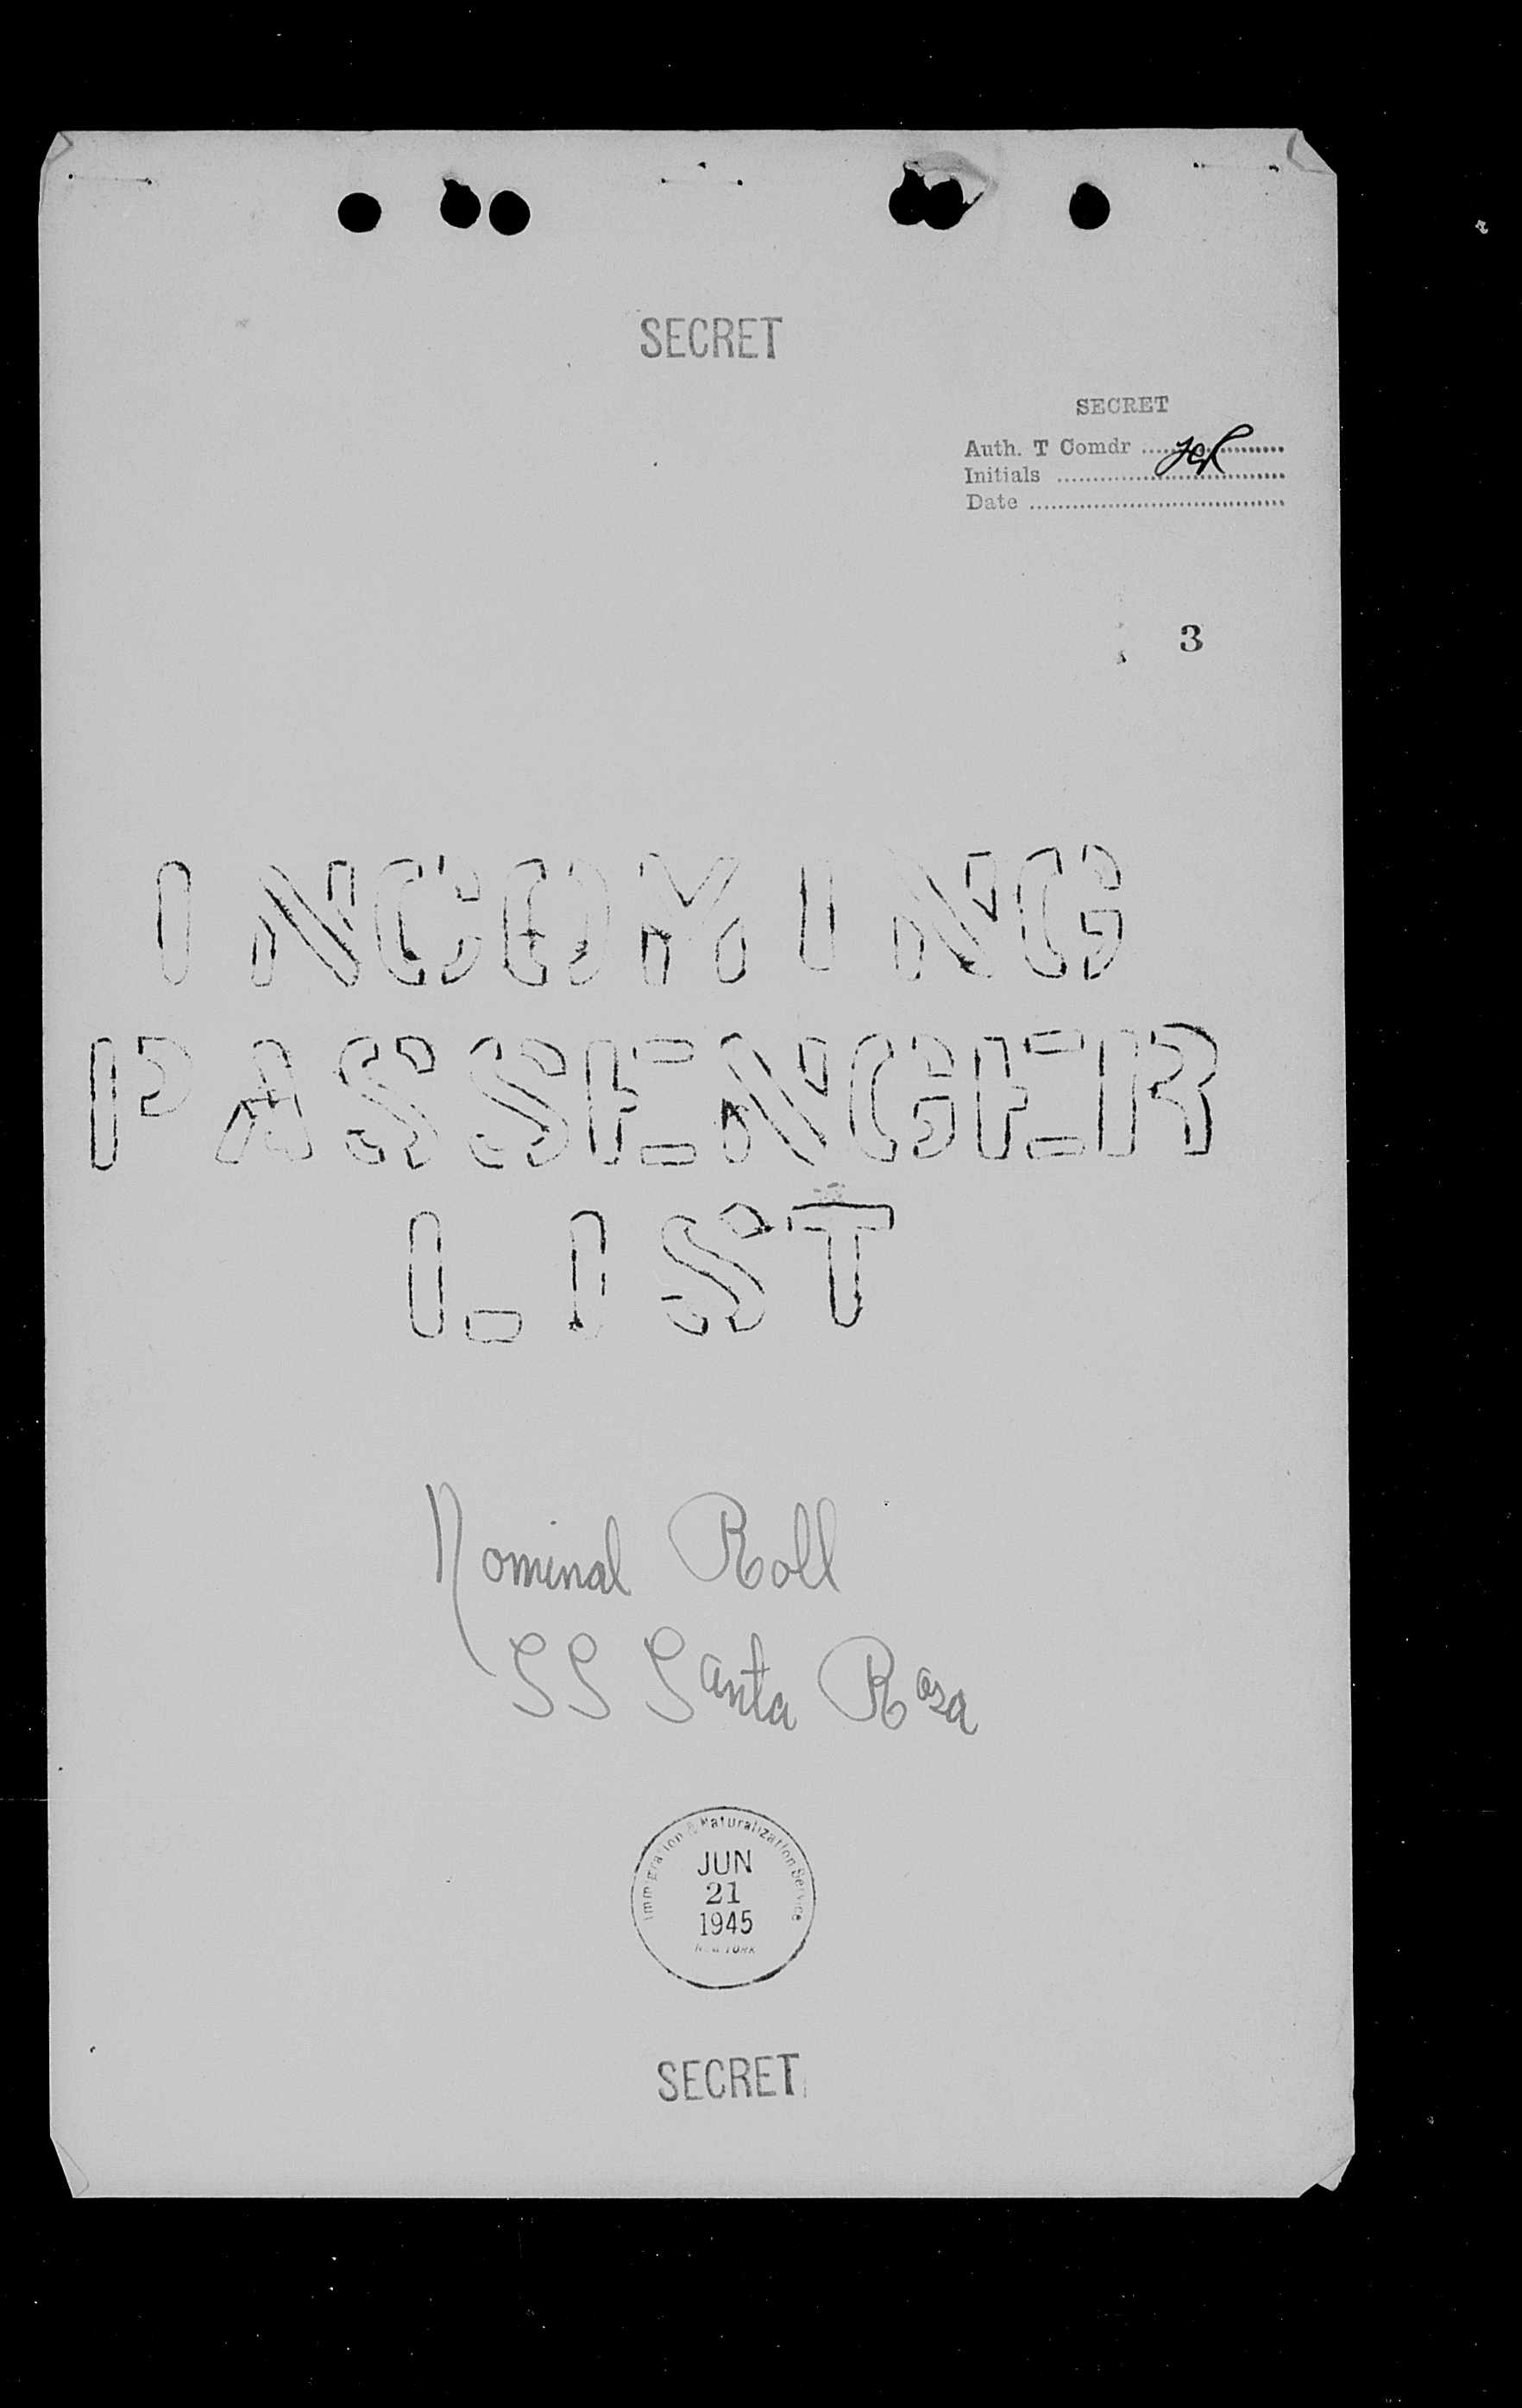 SECRET
SECRET
Auth. T Comdr ....................
Initials ................................
Date ....................................
3
INCOMING
PASSENGER
LIST
Nominal Roll
SS Santa Rosa
Immigration & Naturalization Service
JUN
21
1945
NEW YORK
SECRET